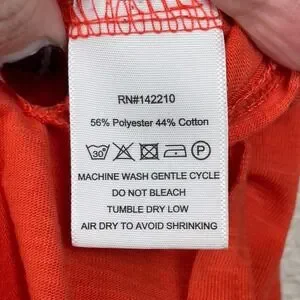 RN#142210
56% Polyester 44% Cotton
30° P
MACHINE WASH GENTLE CYCLE
DO NOT BLEACH
TUMBLE DRY LOW
AIR DRY TO AVOID SHRINKING